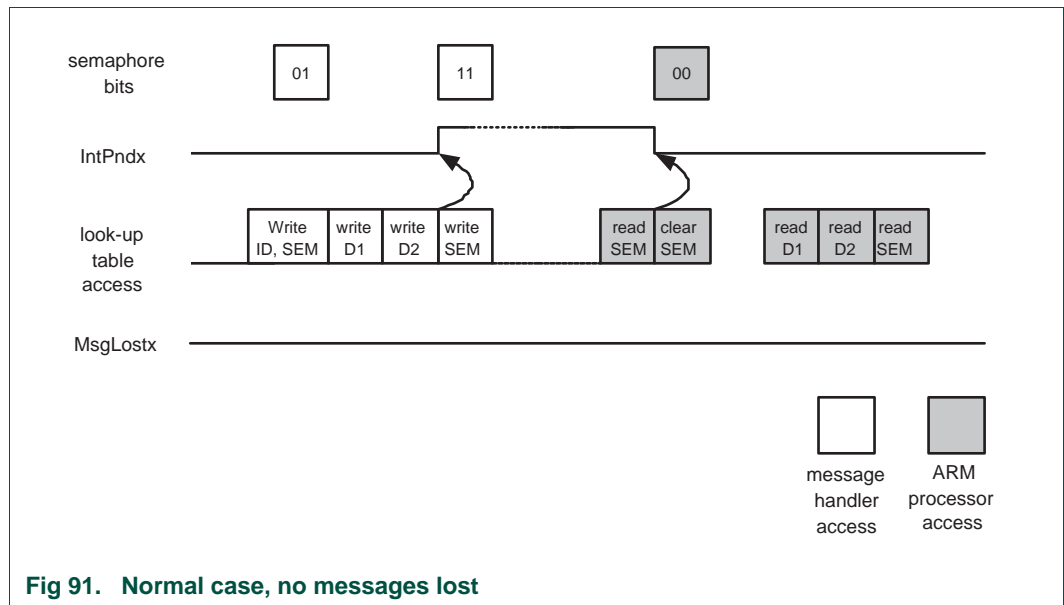 semaphore
bits
01
11
00
IntPndx
look-up
table
access
Write
ID, SEM
write
D1
write
D2
write
SEM
read
SEM
clear
SEM
read
D1
read
D2
read
SEM
MsgLostx
message
handler
access
ARM
processor
access
Fig 91. Normal case, no messages lost